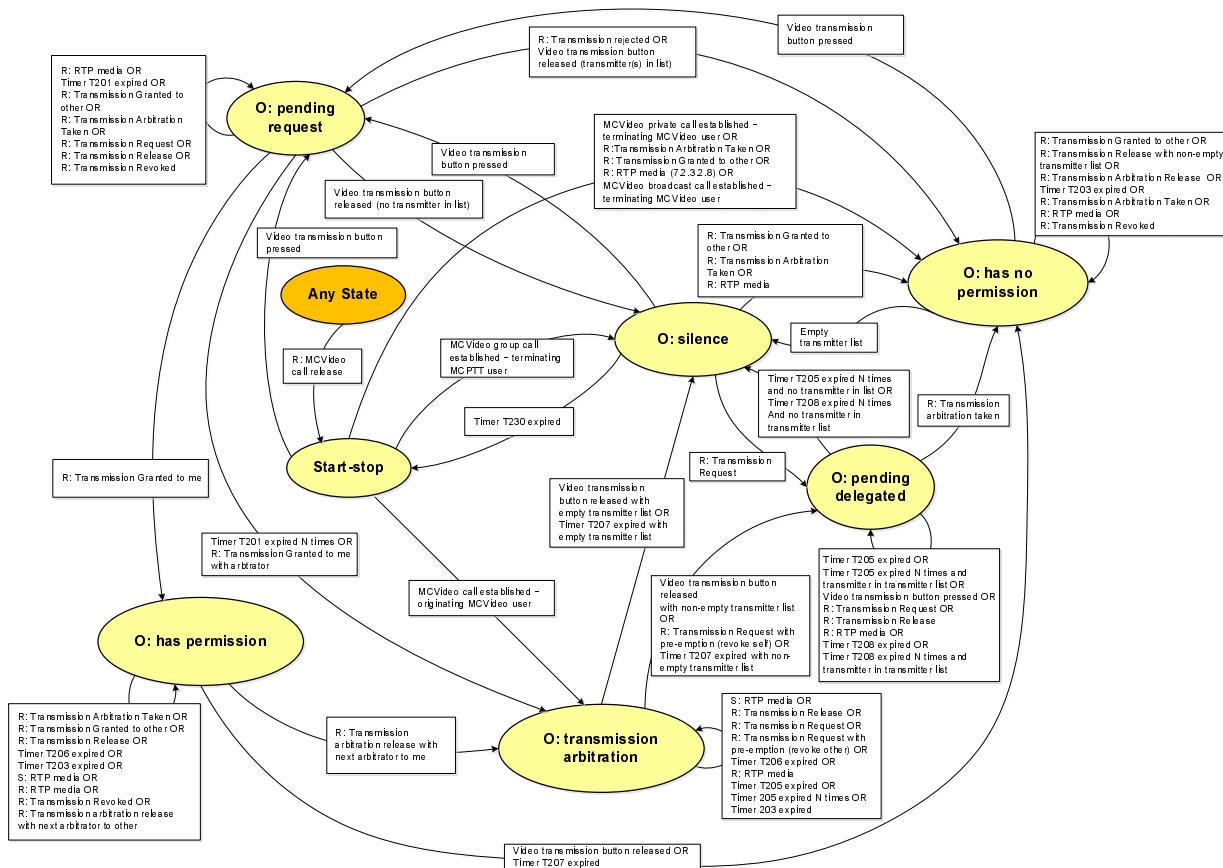 Video transmission
button pressed
R: Transmission rejected OR
Video transmission button
released (transmitter(s) in list)
R: RTP media OR
Timer T201 expired OR
R: Transmission Granted to
other OR
R: Transmission Arbitration
Taken OR
R: Transmission Request OR
R: Transmission Release OR
R: Transmission Revoked
O: pending
request
MCVideo private call established –
terminating MCVideo user OR
R:Transmission Arbitration Taken OR
R: Transmission Granted to other OR
R: RTP media (7.2.3.2.8) OR
MCVideo broadcast call established –
terminating MCVideo user
R: Transmission Granted to other OR
R: Transmission Release with non-empty
transmitter list OR
R: Transmission Arbitration Release OR
Timer T203 expired OR
R: Transmission Arbitration Taken OR
R: RTP media OR
R: Transmission Revoked
Video transmission
button pressed
Video transmission button
released (no transmitter in list)
Video transmission button
pressed
R: Transmission Granted to
other OR
R: Transmission Arbitration
Taken OR
R: RTP media
O: has no
permission
Any State
O: silence
Empty
transmitter list
MCVideo group call
established – terminating
MCPTT user
R: MCVideo
call release
Timer T205 expired N times
and no transmitter in list OR
Timer T208 expired N times
And no transmitter in
transmitter list
R: Transmission
arbitration taken
Timer T230 expired
Start-stop
R: Transmission Granted to me
R: Transmission
Request
O: pending
delegated
Video transmission
button released with
empty transmitter list OR
Timer T207 expired with
empty transmitter list
Timer T201 expired N times OR
R: Transmission Granted to me
with arbtrator
MCVideo call established –
originating MCVideo user
Video transmission button
released
with non-empty transmitter list
OR
R: Transmission Request with
pre-emption (revoke self) OR
Timer T207 expired with non-
empty transmitter list
Timer T205 expired OR
Timer T205 expired N times and
transmitter in transmitter list OR
Video transmission button pressed OR
R: Transmission Request OR
R: Transmission Release
R: RTP media OR
Timer T208 expired OR
Timer T208 expired N times and
transmitter in transmitter list
O: has permission
R: Transmission Arbitration Taken OR
R: Transmission Granted to other OR
R: Transmission Release OR
Timer T206 expired OR
Timer T203 expired OR
S: RTP media OR
R: RTP media OR
R: Transmission Revoked OR
R: Transmission arbitration release
with next arbitrator to other
R: Transmission
arbitration release with
next arbitrator to me
O: transmission
arbitration
S: RTP media OR
R: Transmission Release OR
R: Transmission Request OR
R: Transmission Request with
pre-emption (revoke other) OR
Timer T206 expired OR
R: RTP media
Timer T205 expired OR
Timer 205 expired N times OR
Timer 203 expired
Video transmission button released OR
Timer T207 expired